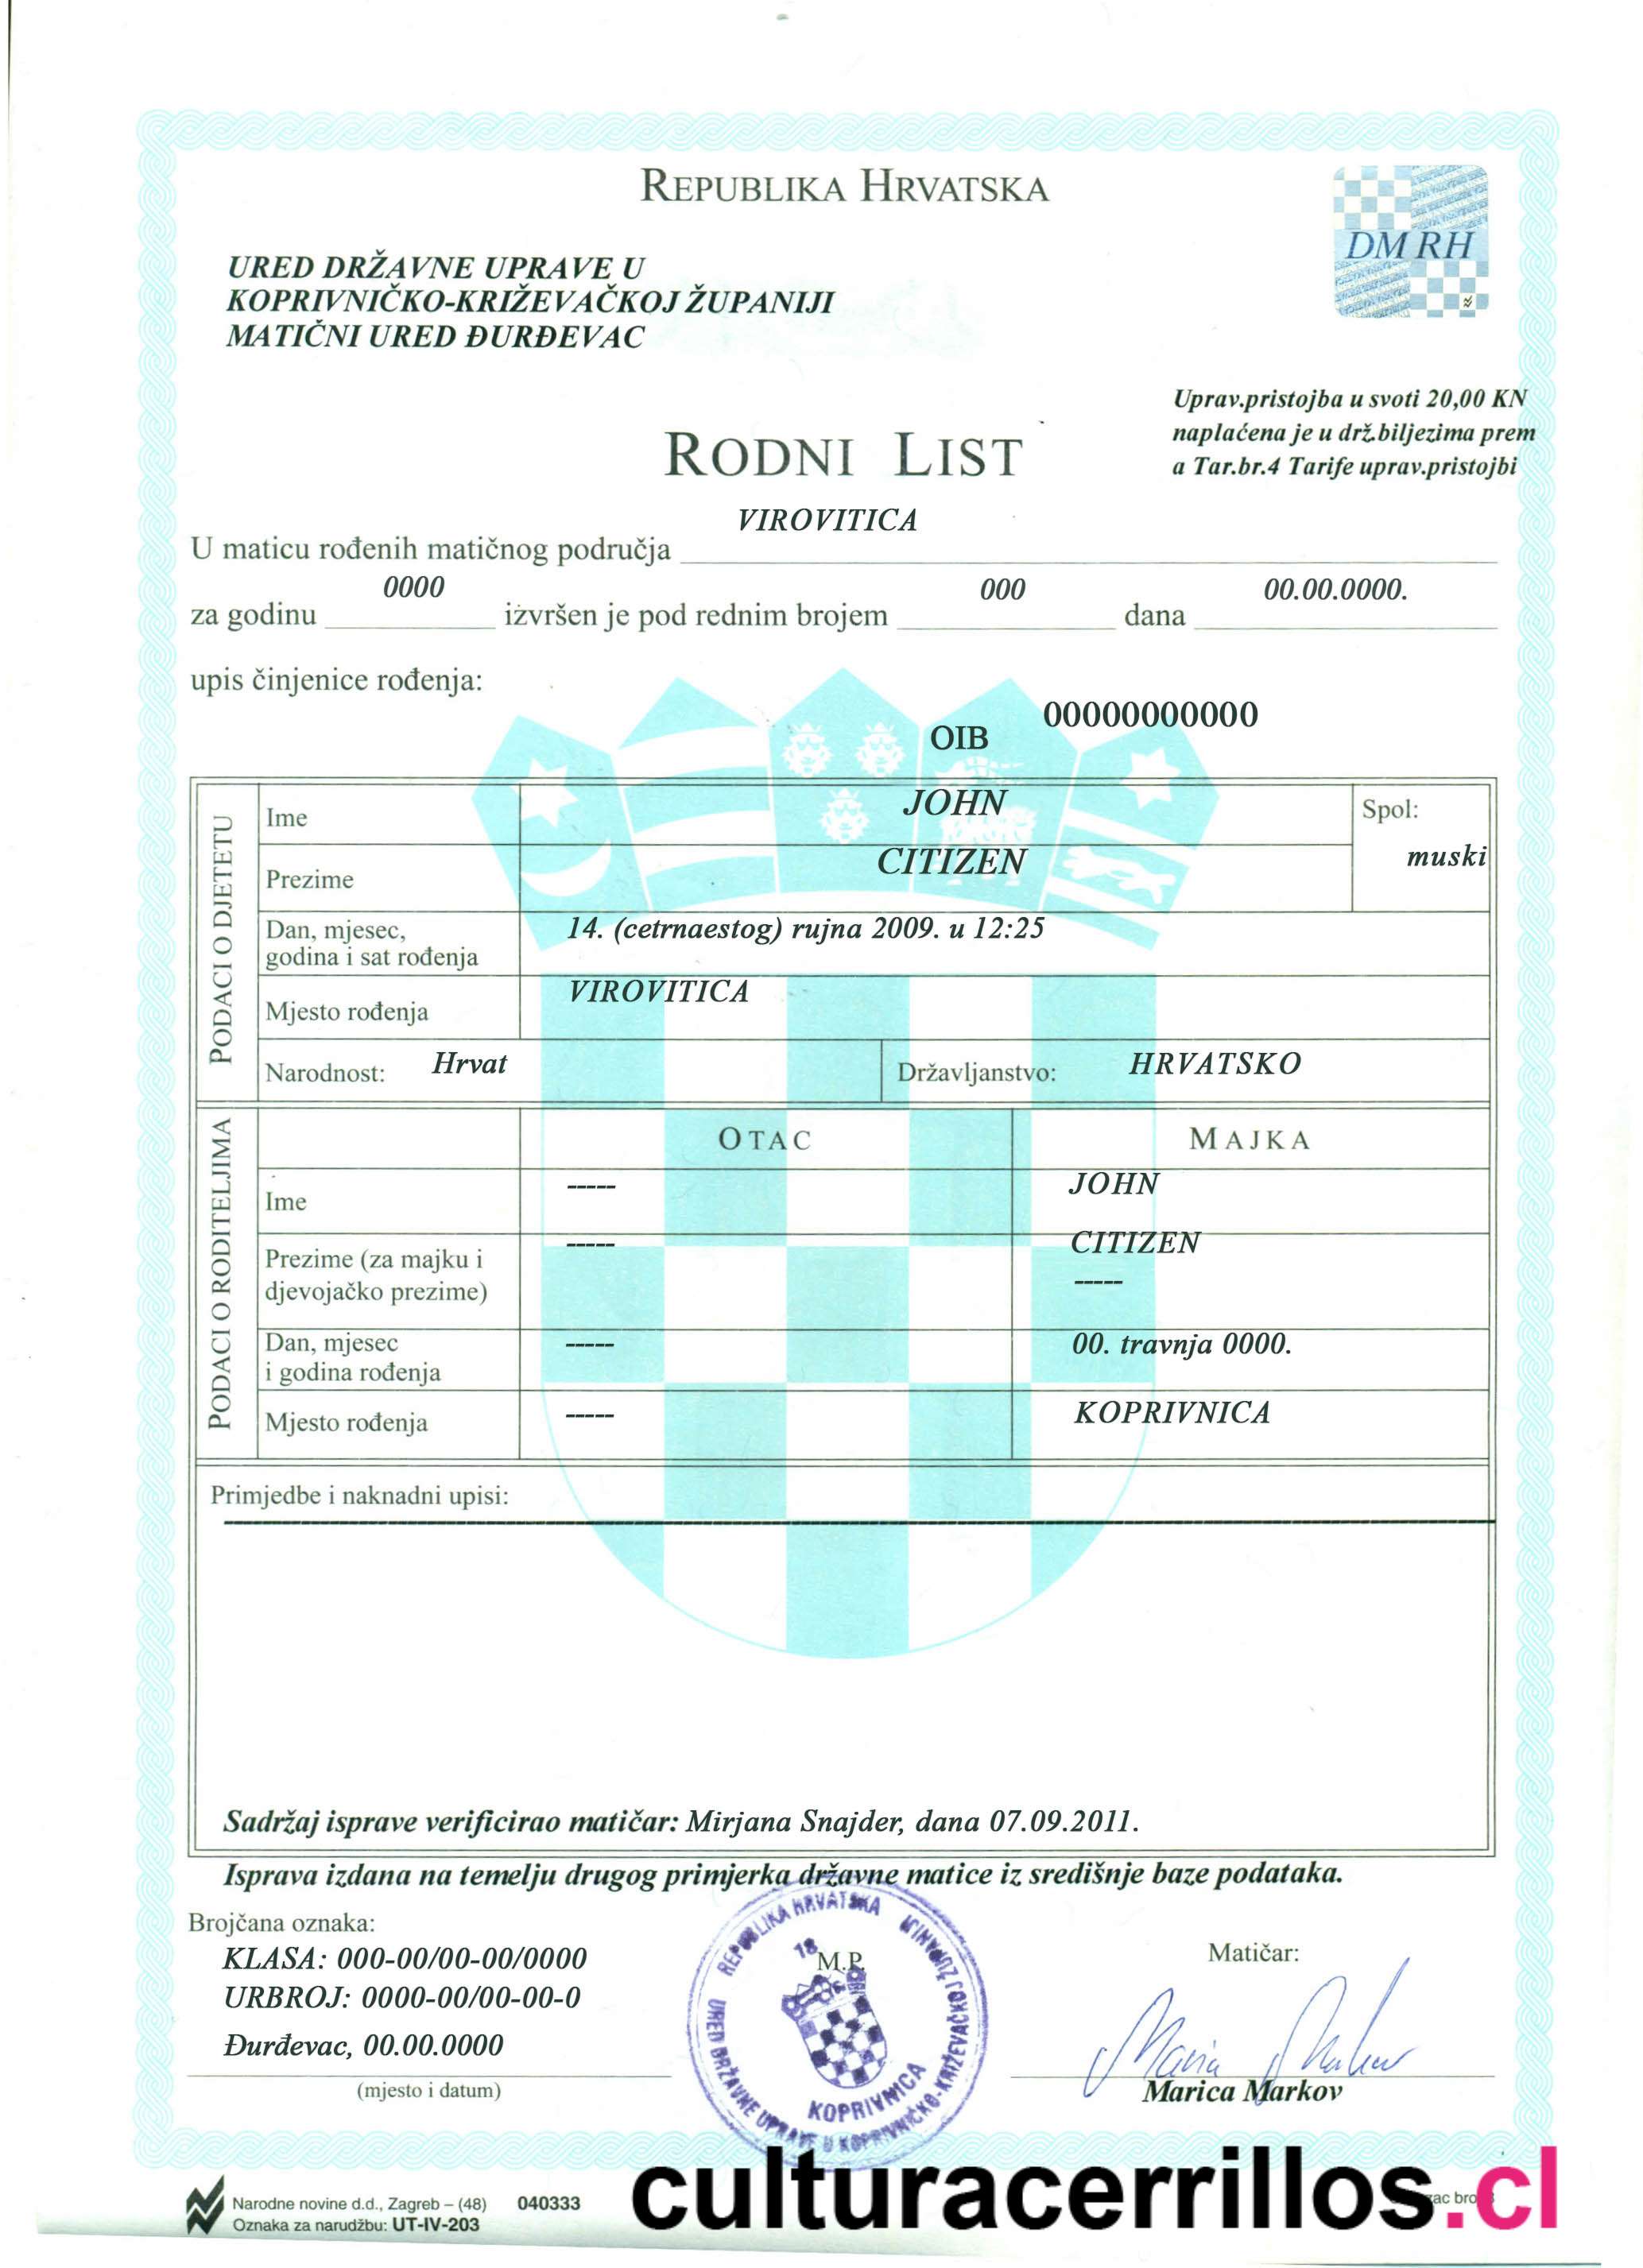 REPUBLIKA HRVATSKA
DM RH
URED DRŽAVNE UPRAVE U
KOPRIVNIČKO-KRIŽEVAČKOJ ŽUPANIJI
MATIČNI URED ĐURĐEVAC
Uprav.pristojba u svoti 20,00 KN
naplaćena je u drž.biljezima prem
a Tar.br.4 Tarife uprav.pristojbi
RODNI LIST
VIROVITICA
U maticu rođenih matičnog područja
0000 000 00.00.0000.
za godinu izvršen je pod rednim brojem dana
upis činjenice rođenja:
OIB 00000000000
PODACI O DJETETU
Ime JOHN Spol:
muski
Prezime CITIZEN
Dan, mjesec, 14. (cetrnaestog) rujna 2009. u 12:25
godina i sat rođenja
Mjesto rođenja VIROVITICA
Narodnost: Hrvat Državljanstvo: HRVATSKO
PODACI O RODITELJIMA
OTAC MAJKA
Ime ----- JOHN
Prezime (za majku i ----- CITIZEN
djevojačko prezime) -----
Dan, mjesec ----- 00. travnja 0000.
i godina rođenja
Mjesto rođenja ----- KOPRIVNICA
Primjedbe i naknadni upisi:
Sadržaj isprave verificirao matičar: Mirjana Snajder, dana 07.09.2011.
Isprava izdana na temelju drugog primjerka državne matice iz središnje baze podataka.
Brojčana oznaka:
KLASA: 000-00/00-00/0000
URBROJ: 0000-00/00-00-0
Đurđevac, 00.00.0000
(mjesto i datum)
REPUBLIKA HRVATSKA
URED DRŽAVNE UPRAVE U KOPRIVNIČKO-KRIŽEVAČKOJ ŽUPANIJI
18
M.P.
KOPRIVNICA
Matičar:
Marica Markov
Narodne novine d.d., Zagreb – (48) 040333
Oznaka za narudžbu: UT-IV-203
culturacerrillos.cl